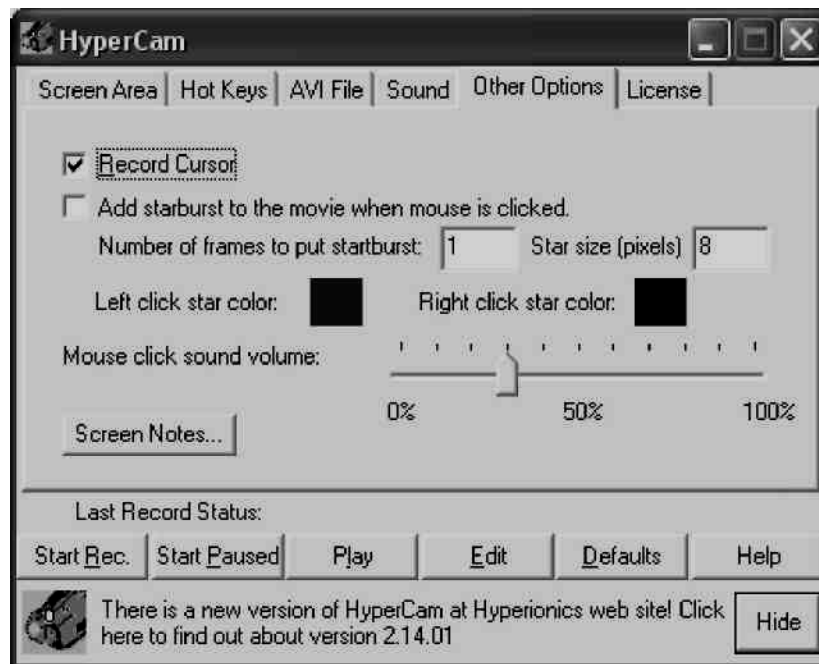 HyperCam
Screen Area Hot Keys AVI File Sound Other Options License
Record Cursor
Add starburst to the movie when mouse is clicked.
Number of frames to put startburst: 1 Star size (pixels) 8
Left click star color: Right click star color:
Mouse click sound volume:
0% 50% 100%
Screen Notes...
Last Record Status:
Start Rec. Start Paused Play Edit Defaults Help
There is a new version of HyperCam at Hyperionics web site! Click
here to find out about version 2.14.01
Hide